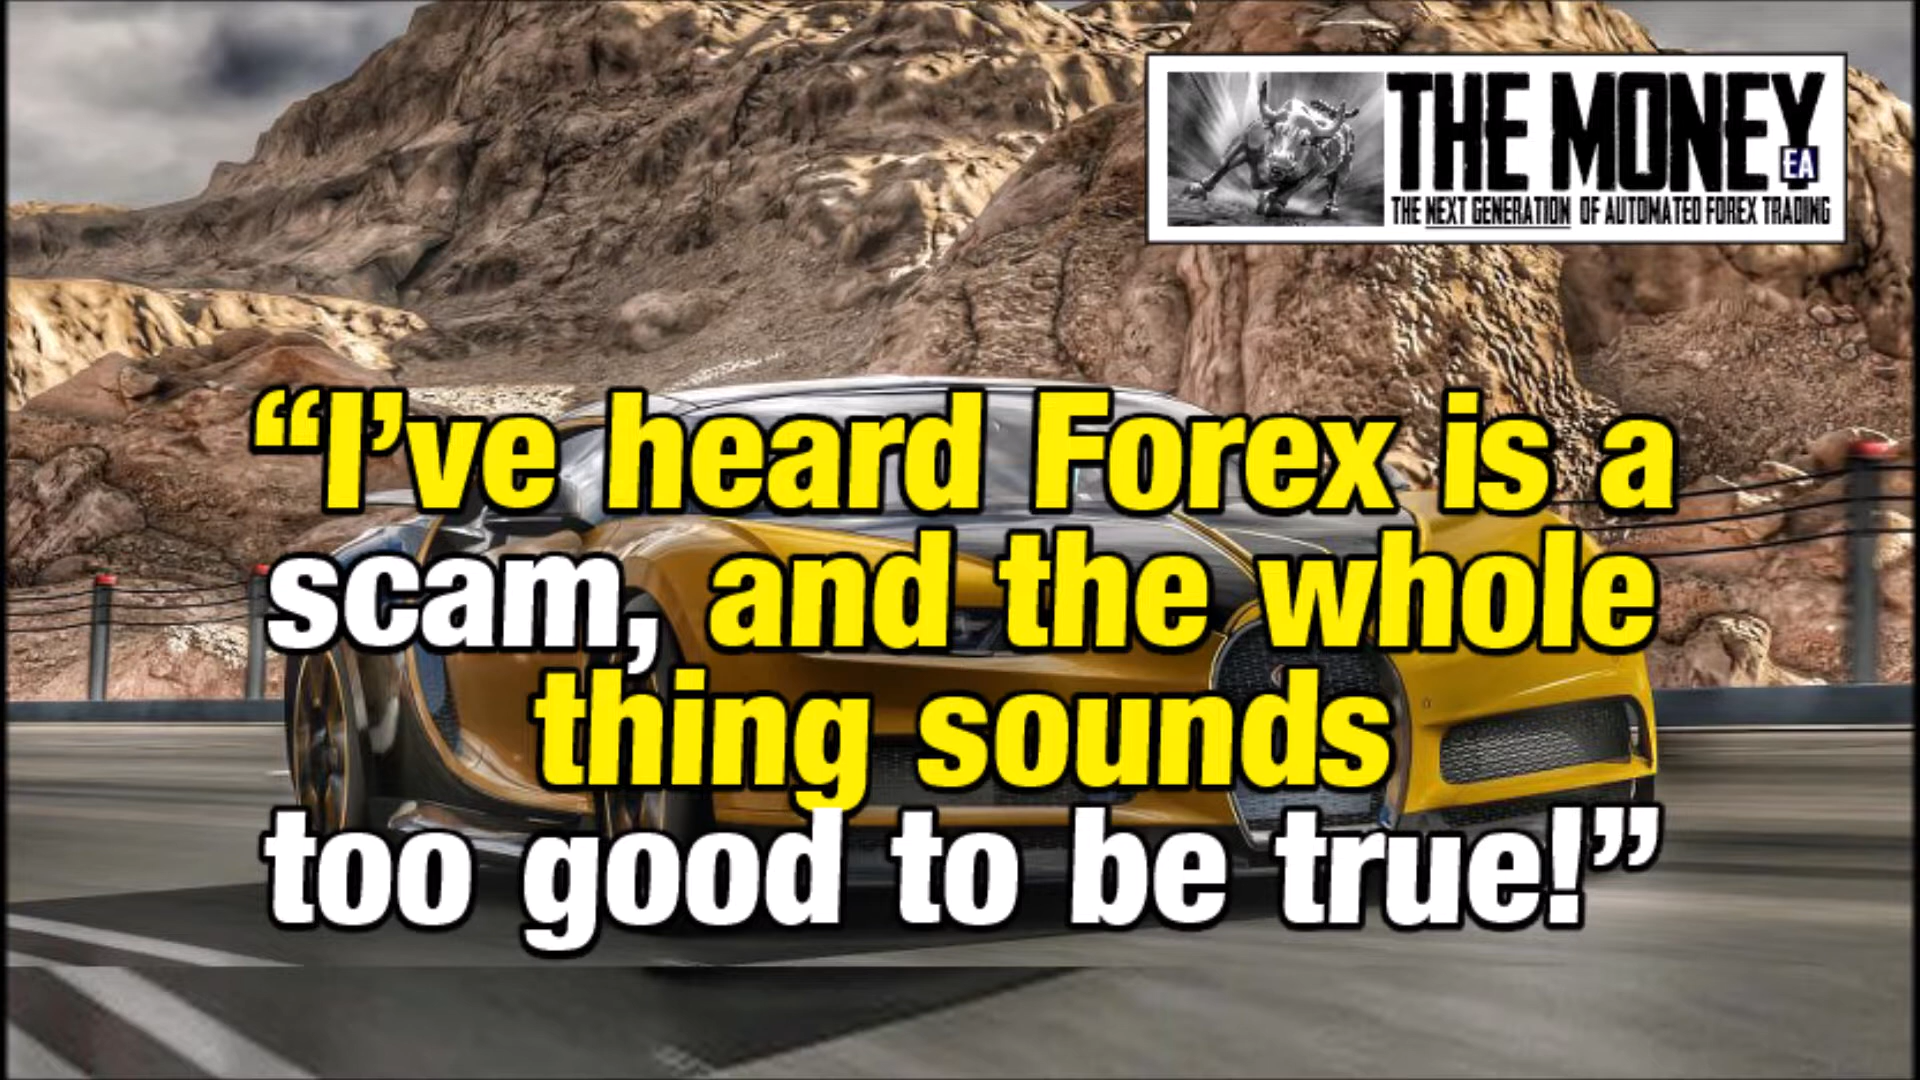 THE MONEY
EA
THE NEXT GENERATION OF AUTOMATED FOREX TRADING
“I’ve heard Forex is a
scam, and the whole
thing sounds
too good to be true!”